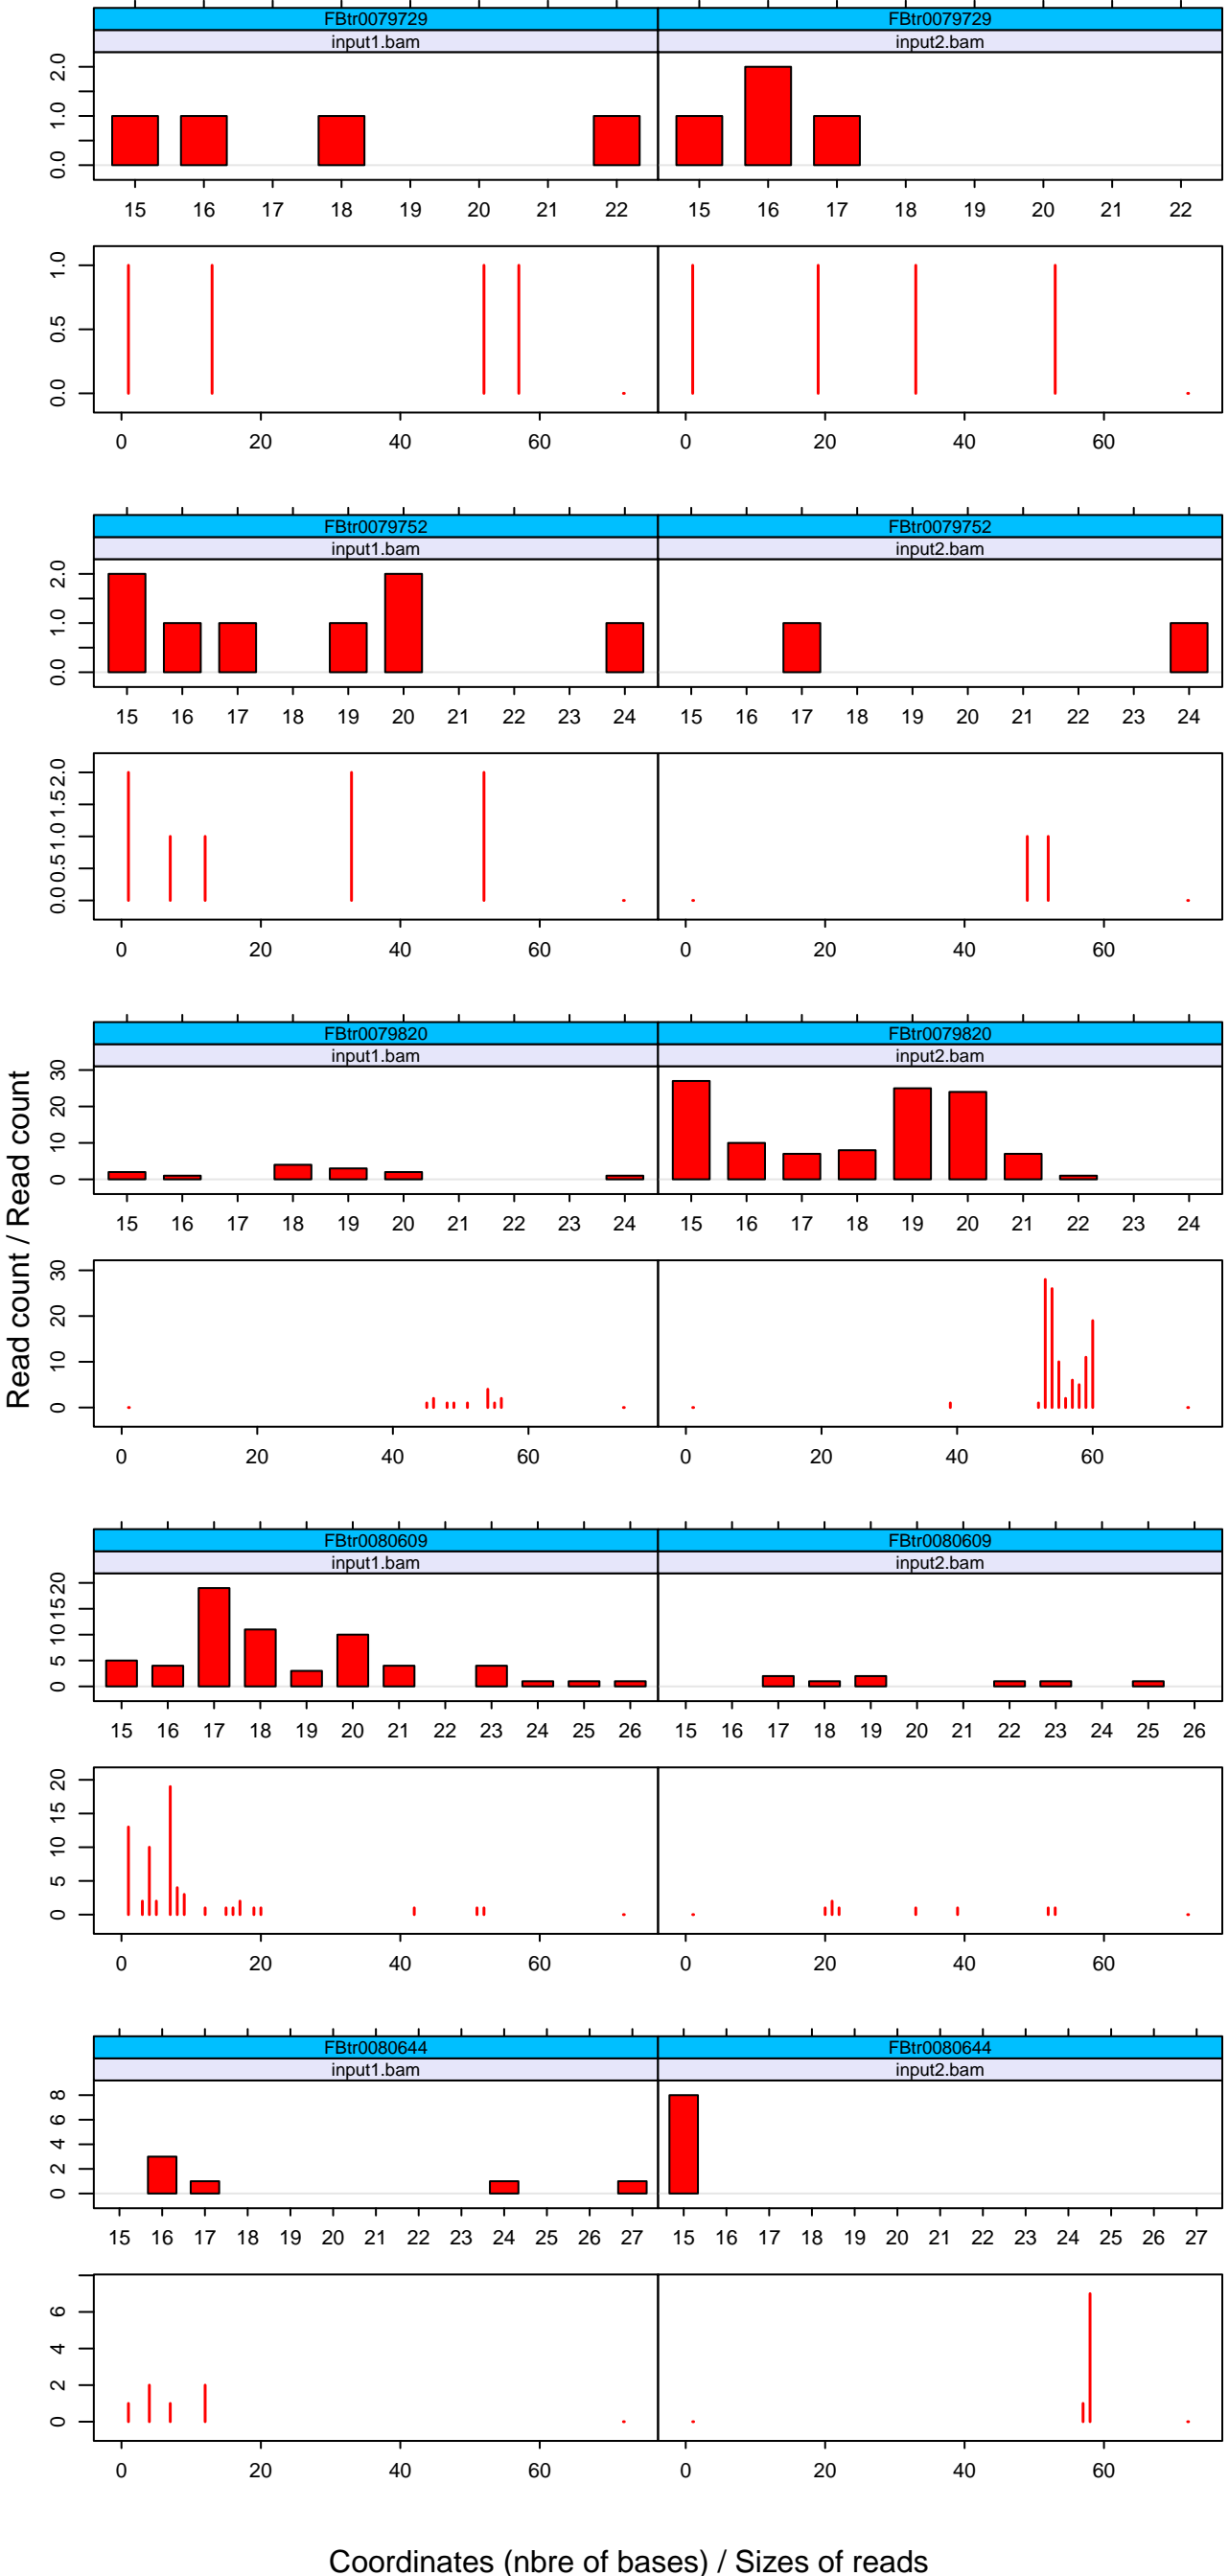 FBtr0079729 FBtr0079729
input1.bam input2.bam
0.0 1.0 2.0
15 16 17 18 19 20 21 22 15 16 17 18 19 20 21 22
0.0 0.5 1.0
0 20 40 60 0 20 40 60
FBtr0079752 FBtr0079752
input1.bam input2.bam
0.0 1.0 2.0
15 16 17 18 19 20 21 22 23 24 15 16 17 18 19 20 21 22 23 24
0.0 0.5 1.0 1.5 2.0
0 20 40 60 0 20 40 60
Read count / Read count
FBtr0079820 FBtr0079820
input1.bam input2.bam
0 10 20 30
15 16 17 18 19 20 21 22 23 24 15 16 17 18 19 20 21 22 23 24
0 10 20 30
0 20 40 60 0 20 40 60
FBtr0080609 FBtr0080609
input1.bam input2.bam
0 5 10 15 20
15 16 17 18 19 20 21 22 23 24 25 26 15 16 17 18 19 20 21 22 23 24 25 26
0 5 10 15 20
0 20 40 60 0 20 40 60
FBtr0080644 FBtr0080644
input1.bam input2.bam
0 2 4 6 8
15 16 17 18 19 20 21 22 23 24 25 26 27 15 16 17 18 19 20 21 22 23 24 25 26 27
0 2 4 6
0 20 40 60 0 20 40 60
Coordinates (nbre of bases) / Sizes of reads